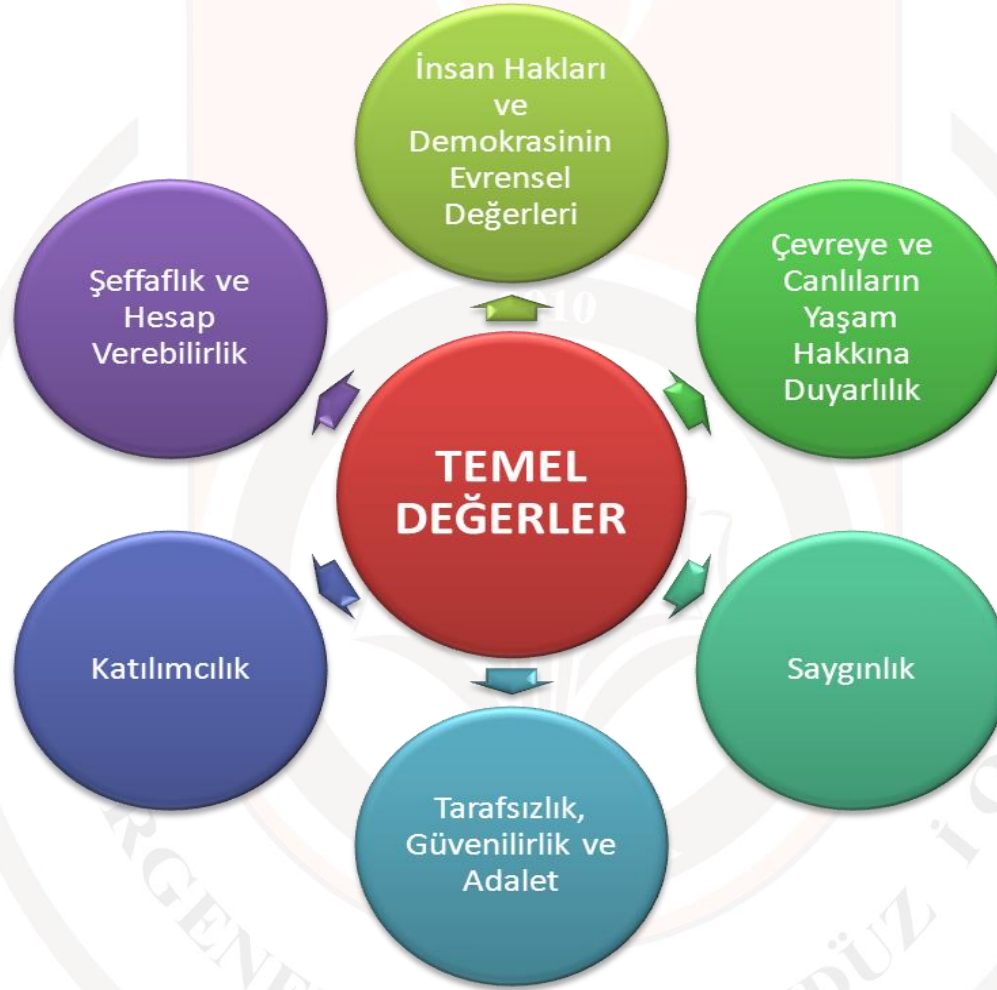 İnsan Hakları
ve
Demokrasinin
Evrensel
Değerleri
Çevreye ve
Canlıların
Yaşam
Hakkına
Duyarlılık
Saygınlık
Tarafsızlık,
Güvenilirlik ve
Adalet
Katılımcılık
Şeffaflık ve
Hesap
Verebilirlik
TEMEL
DEĞERLER